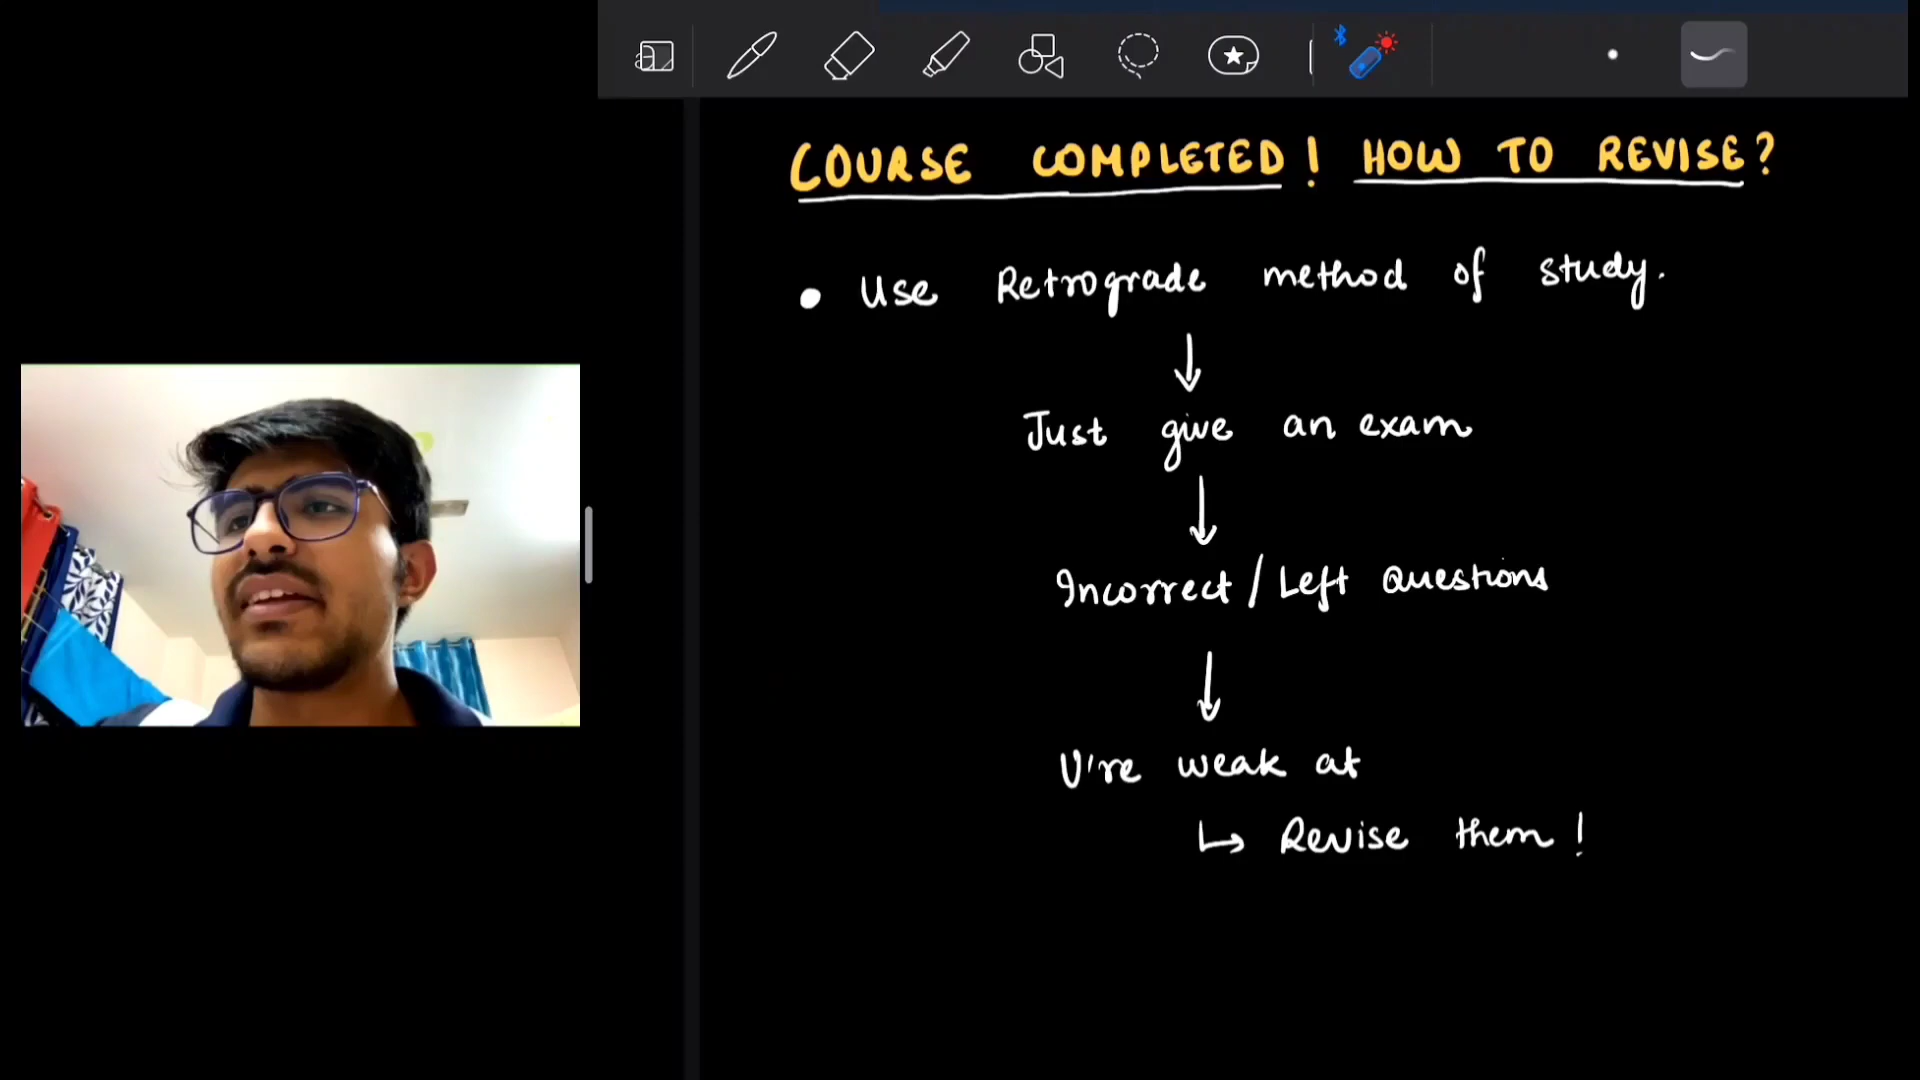 COURSE COMPLETED! HOW TO REVISE?
• Use Retrograde method of study.
↓
Just give an exam
↓
Incorrect/Left Questions
↓
U're weak at
↳ Revise them!